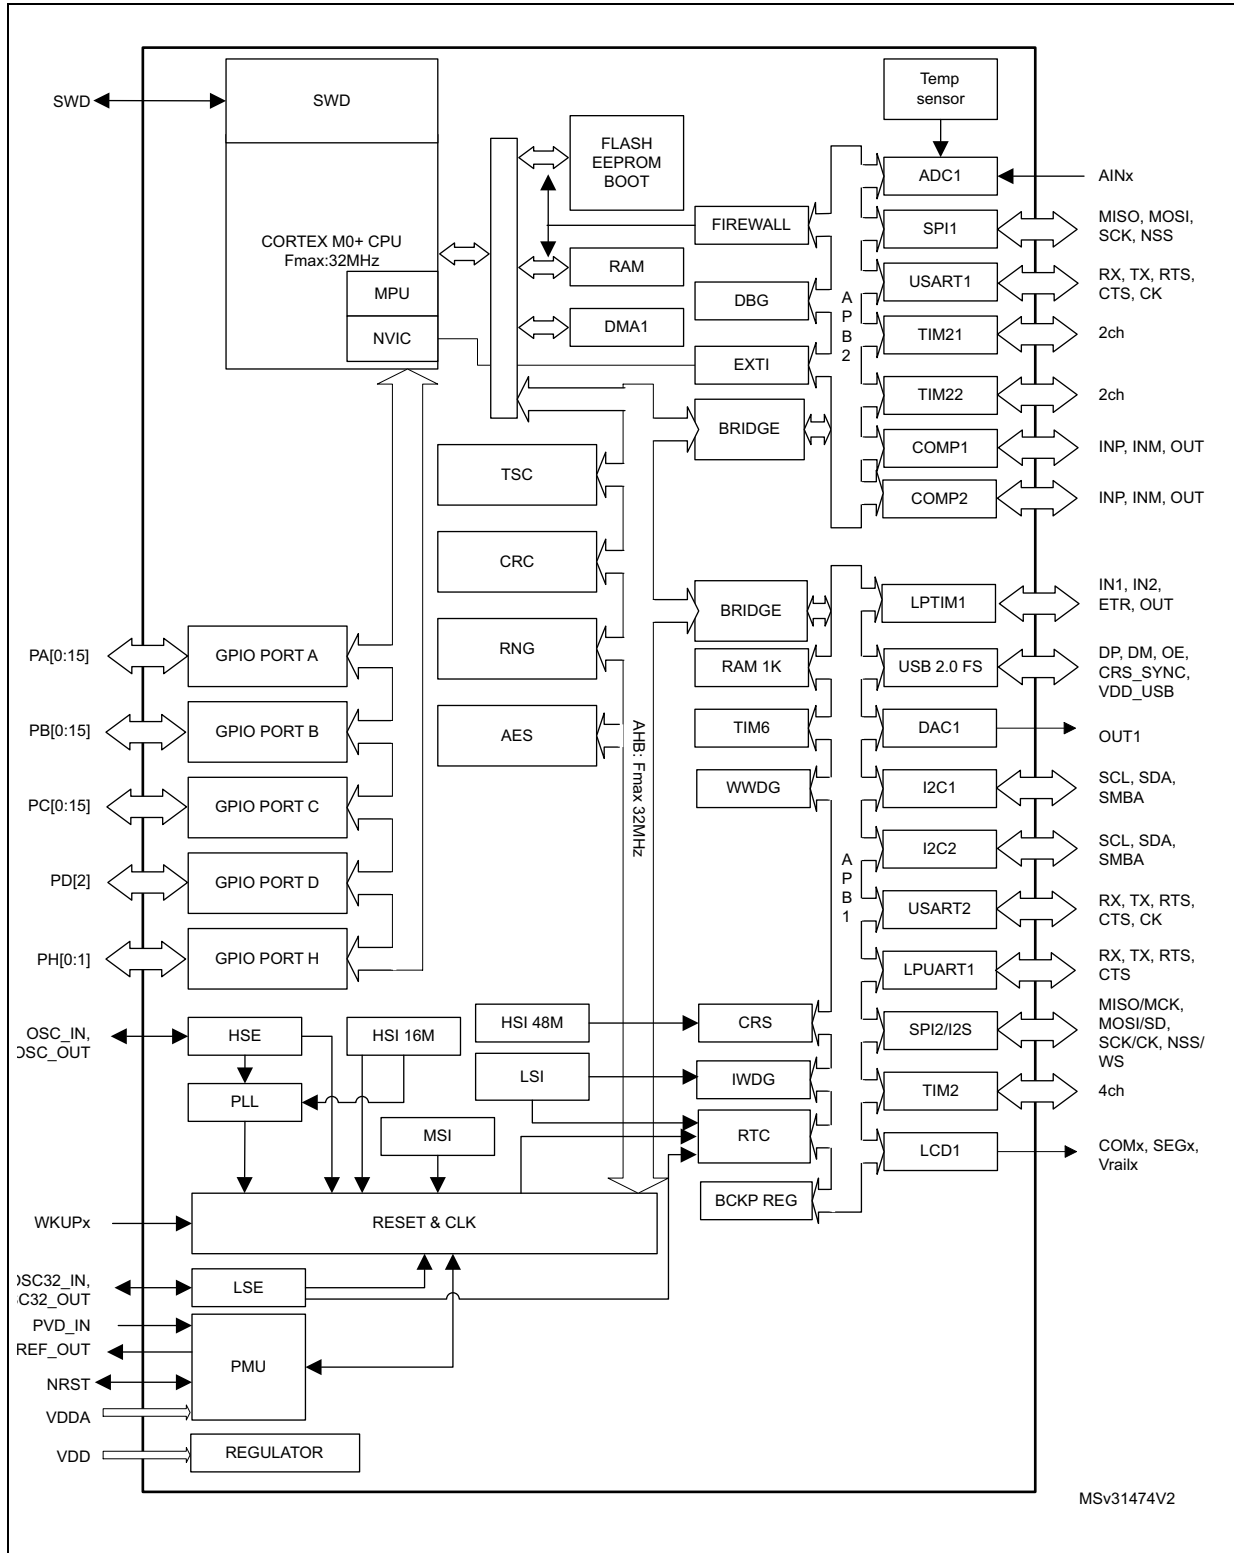 SWD
SWD
CORTEX M0+ CPU
Fmax:32MHz
MPU
NVIC
FLASH
EEPROM
BOOT
RAM
DMA1
FIREWALL
DBG
EXTI
BRIDGE
A
P
B
2
Temp
sensor
ADC1
AINx
SPI1
MISO, MOSI,
SCK, NSS
USART1
RX, TX, RTS,
CTS, CK
TIM21
2ch
TIM22
2ch
COMP1
INP, INM, OUT
COMP2
INP, INM, OUT
TSC
CRC
RNG
AES
AHB: Fmax 32MHz
PA[0:15]
GPIO PORT A
PB[0:15]
GPIO PORT B
PC[0:15]
GPIO PORT C
PD[2]
GPIO PORT D
PH[0:1]
GPIO PORT H
BRIDGE
RAM 1K
TIM6
WWDG
A
P
B
1
LPTIM1
IN1, IN2,
ETR, OUT
USB 2.0 FS
DP, DM, OE,
CRS_SYNC,
VDD_USB
DAC1
OUT1
I2C1
SCL, SDA,
SMBA
I2C2
SCL, SDA,
SMBA
USART2
RX, TX, RTS,
CTS, CK
LPUART1
RX, TX, RTS,
CTS
SPI2/I2S
MISO/MCK,
MOSI/SD,
SCK/CK, NSS/
WS
TIM2
4ch
LCD1
COMx, SEGx,
Vrailx
OSC_IN,
OSC_OUT
HSE
HSI 16M
PLL
MSI
HSI 48M
LSI
CRS
IWDG
RTC
BCKP REG
WKUPx
RESET & CLK
OSC32_IN,
SC32_OUT
LSE
PVD_IN
REF_OUT
NRST
VDDA
PMU
VDD
REGULATOR
MSv31474V2